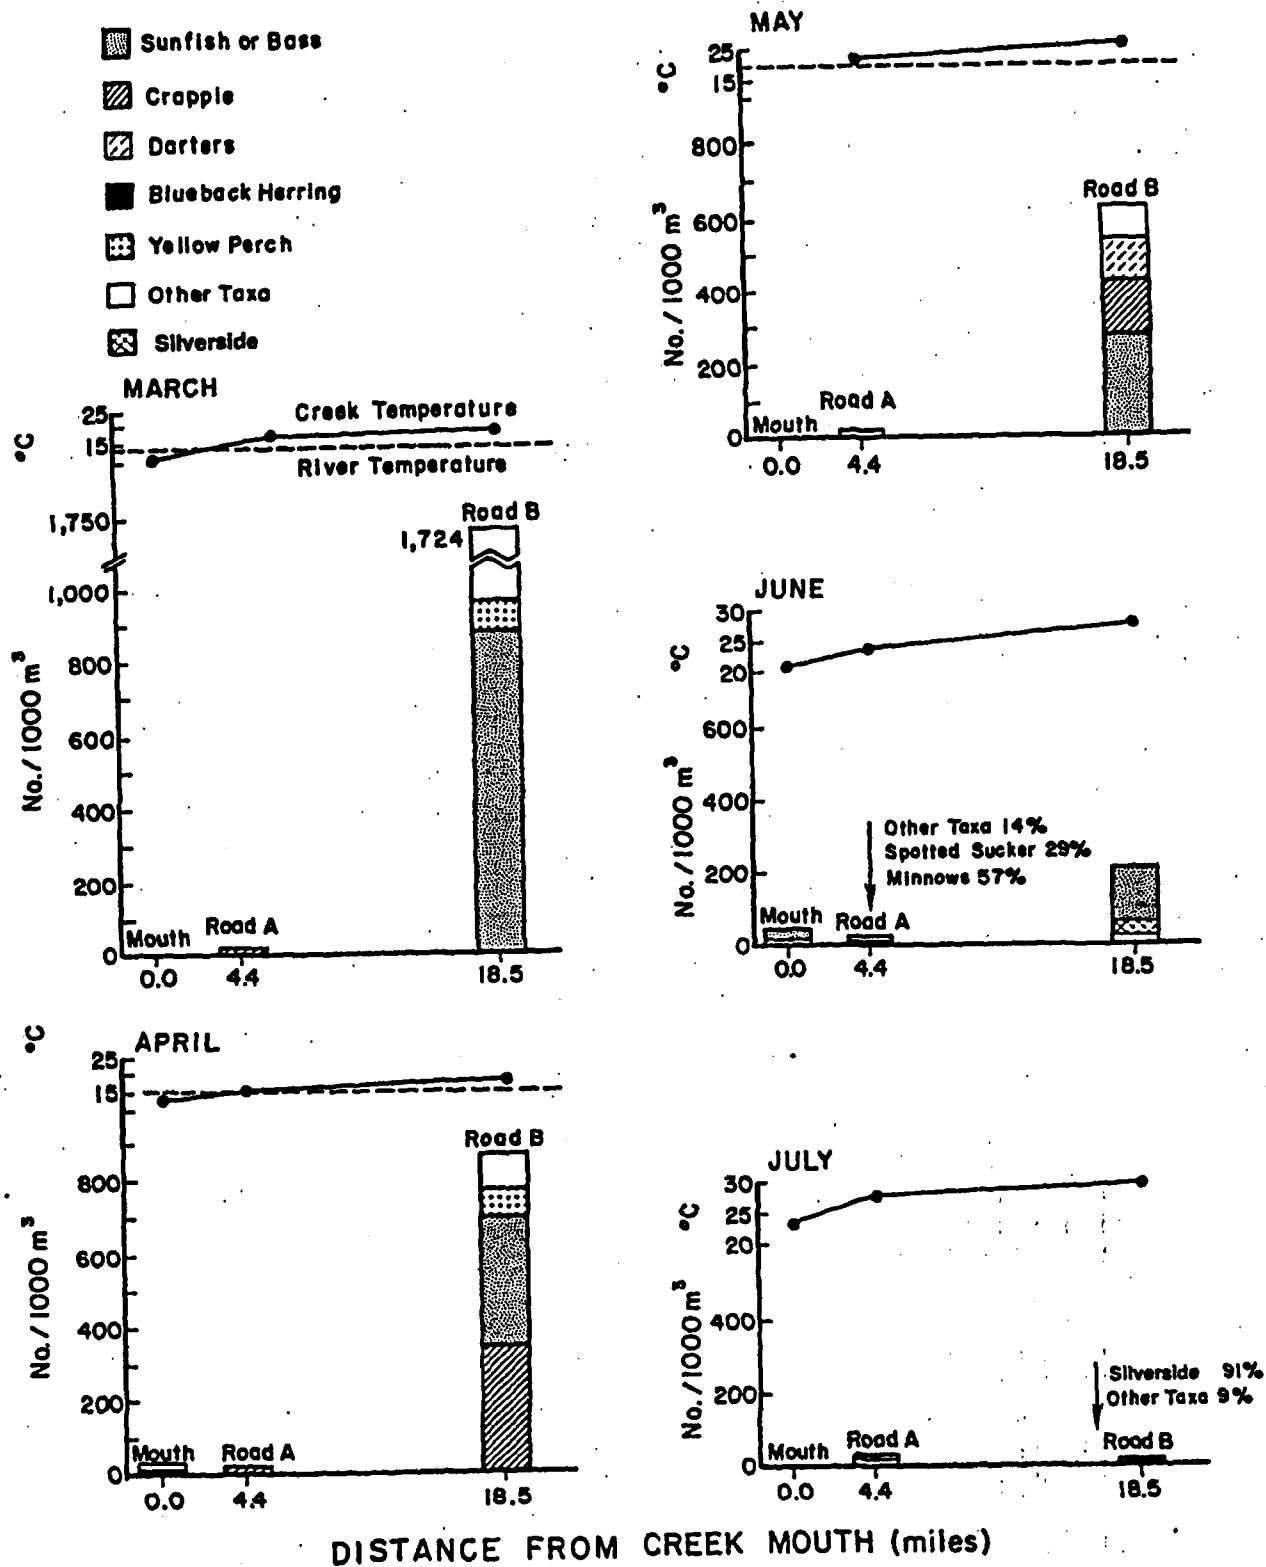 Sunfish or Bass
Crappie
Darters
Blueback Herring
Yellow Perch
Other Taxa
Silverside
MARCH
°C
25
15
Creek Temperature
River Temperature
No./1000 m³
1,750
1,000
800
600
400
200
0
1,724
Road B
Mouth
Road A
0.0 4.4 18.5
APRIL
°C
25
15
No./1000 m³
800
600
400
200
0
Road B
Mouth
Road A
0.0 4.4 18.5
MAY
°C
25
15
No./1000 m³
800
600
400
200
0
Road B
Road A
Mouth
0.0 4.4 18.5
JUNE
°C
30
25
20
No./1000 m³
600
400
200
0
Other Taxa 14%
Spotted Sucker 29%
Minnows 57%
Mouth
Road A
0.0 4.4 18.5
JULY
°C
30
25
20
No./1000 m³
400
200
0
Silverside 91%
Other Taxa 9%
Mouth
Road A
Road B
0.0 4.4 18.5
DISTANCE FROM CREEK MOUTH (miles)